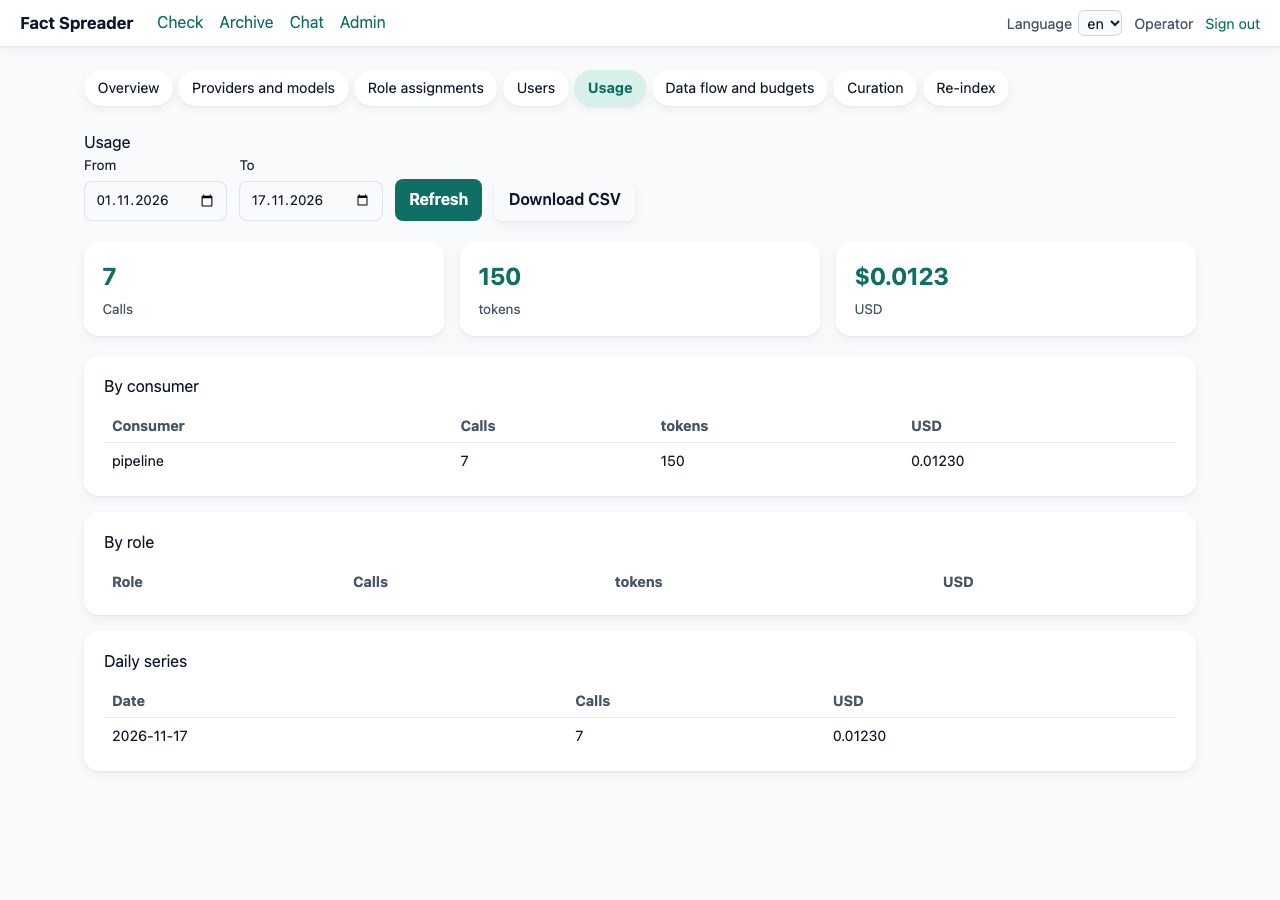 Fact Spreader Check Archive Chat Admin Language en Operator Sign out
Overview Providers and models Role assignments Users Usage Data flow and budgets Curation Re-index
Usage
From To
01.11.2026 17.11.2026 Refresh Download CSV
7 150 $0.0123
Calls tokens USD
By consumer
Consumer Calls tokens USD
pipeline 7 150 0.01230
By role
Role Calls tokens USD
Daily series
Date Calls USD
2026-11-17 7 0.01230